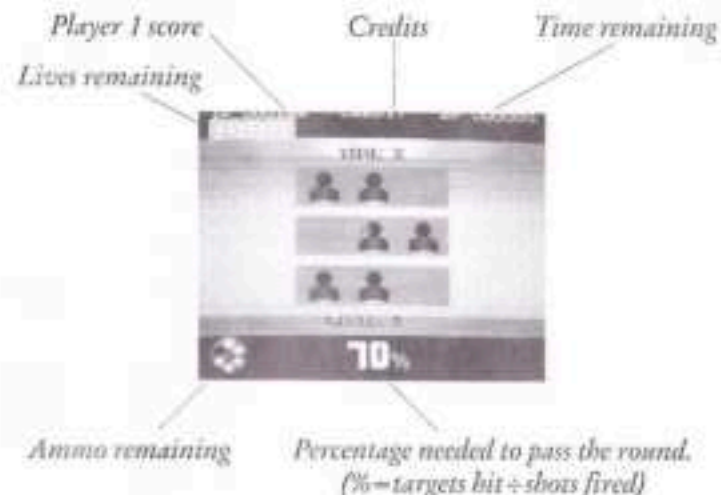 Player 1 score
Credits
Time remaining
Lives remaining
70%
Ammo remaining
Percentage needed to pass the round.
(%=targets hit÷shots fired)